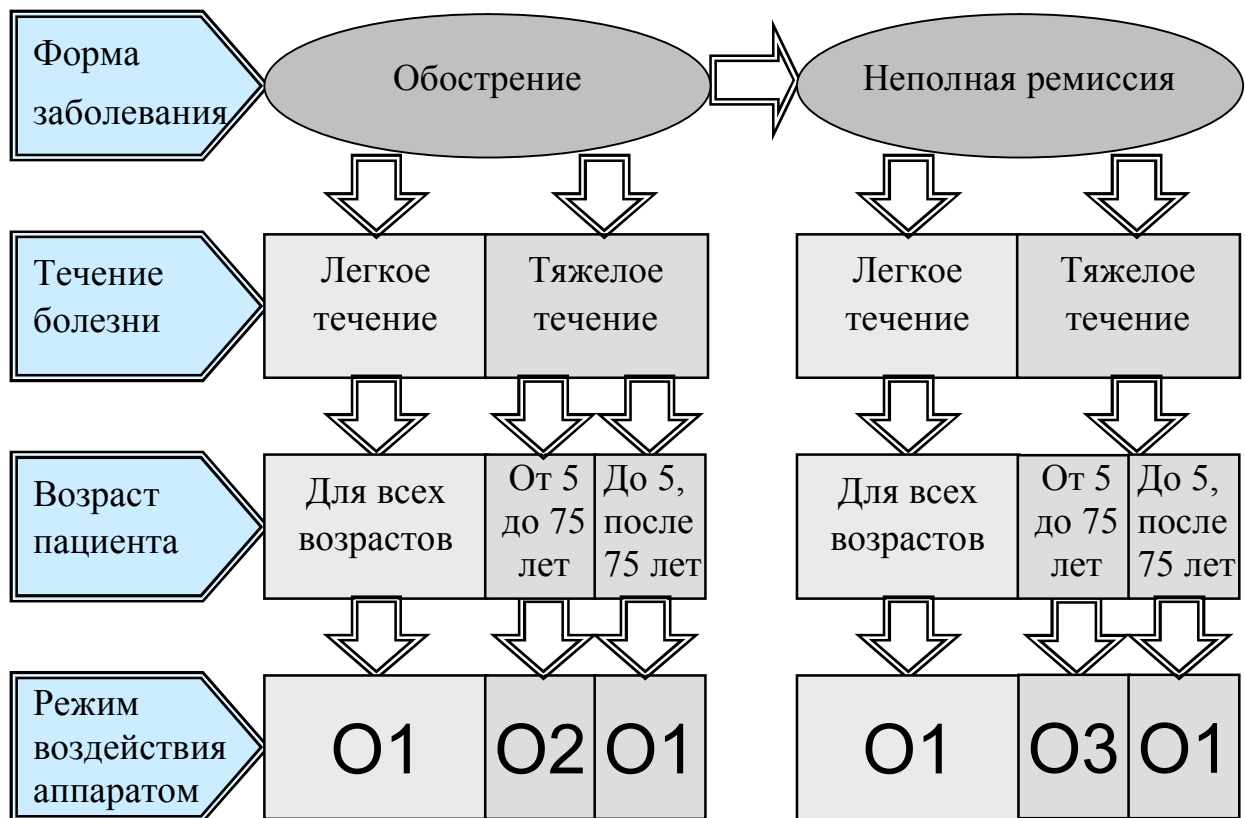 Форма
заболевания
Обострение
Неполная ремиссия
Течение
болезни
Легкое
течение
Тяжелое
течение
Легкое
течение
Тяжелое
течение
Возраст
пациента
Для всех
возрастов
От 5
до 75
лет
До 5,
после
75 лет
Для всех
возрастов
От 5
до 75
лет
До 5,
после
75 лет
Режим
воздействия
аппаратом
О1
О2
О1
О1
О3
О1